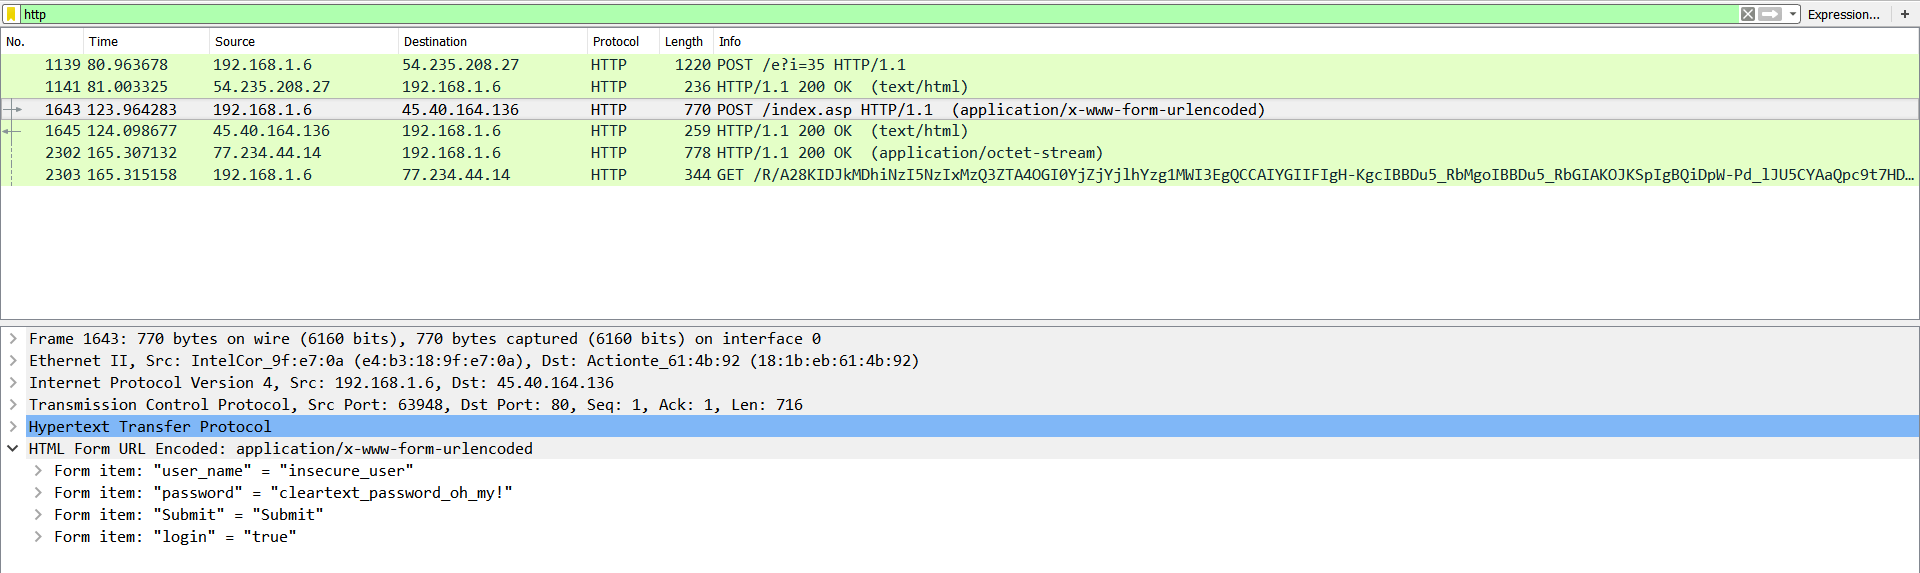 http Expression... +
No. Time Source Destination Protocol Length Info
1139 80.963678 192.168.1.6 54.235.208.27 HTTP 1220 POST /e?i=35 HTTP/1.1
1141 81.003325 54.235.208.27 192.168.1.6 HTTP 236 HTTP/1.1 200 OK (text/html)
1643 123.964283 192.168.1.6 45.40.164.136 HTTP 770 POST /index.asp HTTP/1.1 (application/x-www-form-urlencoded)
1645 124.098677 45.40.164.136 192.168.1.6 HTTP 259 HTTP/1.1 200 OK (text/html)
2302 165.307132 77.234.44.14 192.168.1.6 HTTP 778 HTTP/1.1 200 OK (application/octet-stream)
2303 165.315158 192.168.1.6 77.234.44.14 HTTP 344 GET /R/A28KIDJkMDhiNzI5NzIxMzQ3ZTA4OGI0YjZjYjlhYzg1MWI3EgQCCAIYGIIFIgH-KgcIBBDu5_RbMgoIBBDu5_RbGIAKOJKSpIgBQiDpW-Pd_lJU5CYAaQpc9t7HD…
Frame 1643: 770 bytes on wire (6160 bits), 770 bytes captured (6160 bits) on interface 0
Ethernet II, Src: IntelCor_9f:e7:0a (e4:b3:18:9f:e7:0a), Dst: Actionte_61:4b:92 (18:1b:eb:61:4b:92)
Internet Protocol Version 4, Src: 192.168.1.6, Dst: 45.40.164.136
Transmission Control Protocol, Src Port: 63948, Dst Port: 80, Seq: 1, Ack: 1, Len: 716
Hypertext Transfer Protocol
HTML Form URL Encoded: application/x-www-form-urlencoded
Form item: "user_name" = "insecure_user"
Form item: "password" = "cleartext_password_oh_my!"
Form item: "Submit" = "Submit"
Form item: "login" = "true"